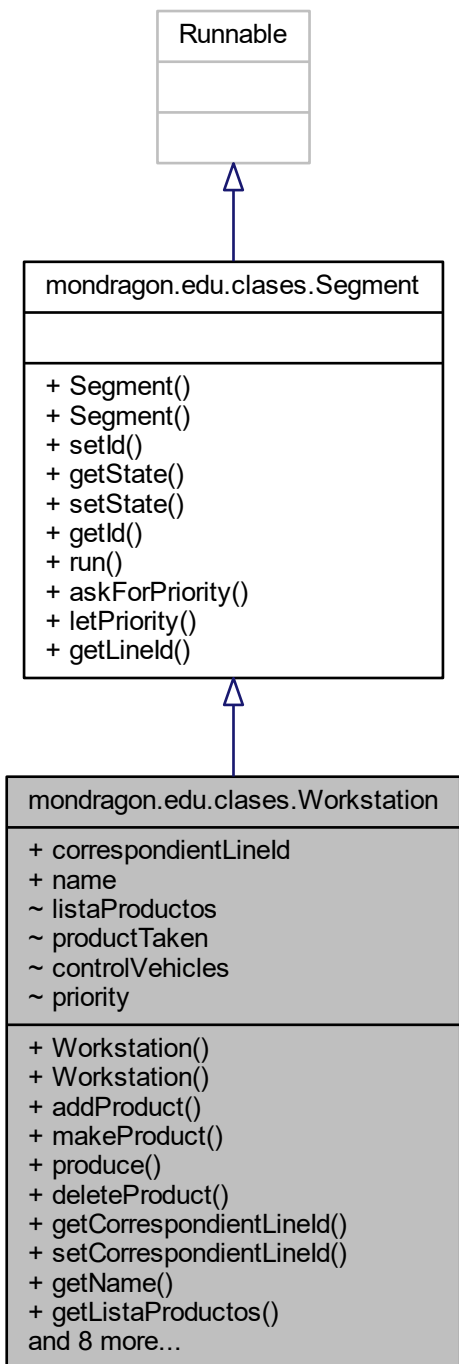 Runnable
mondragon.edu.clases.Segment
+ Segment()
+ Segment()
+ setId()
+ getState()
+ setState()
+ getId()
+ run()
+ askForPriority()
+ letPriority()
+ getLineId()
mondragon.edu.clases.Workstation
+ correspondientLineId
+ name
~ listaProductos
~ productTaken
~ controlVehicles
~ priority
+ Workstation()
+ Workstation()
+ addProduct()
+ makeProduct()
+ produce()
+ deleteProduct()
+ getCorrespondientLineId()
+ setCorrespondientLineId()
+ getName()
+ getListaProductos()
and 8 more...